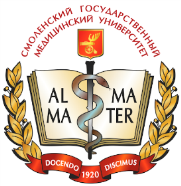 СМОЛЕНСКИЙ ГОСУДАРСТВЕННЫЙ
МЕДИЦИНСКИЙ УНИВЕРСИТЕТ
AL MA
MA TER
DOCENDO 1920 DISCIMUS